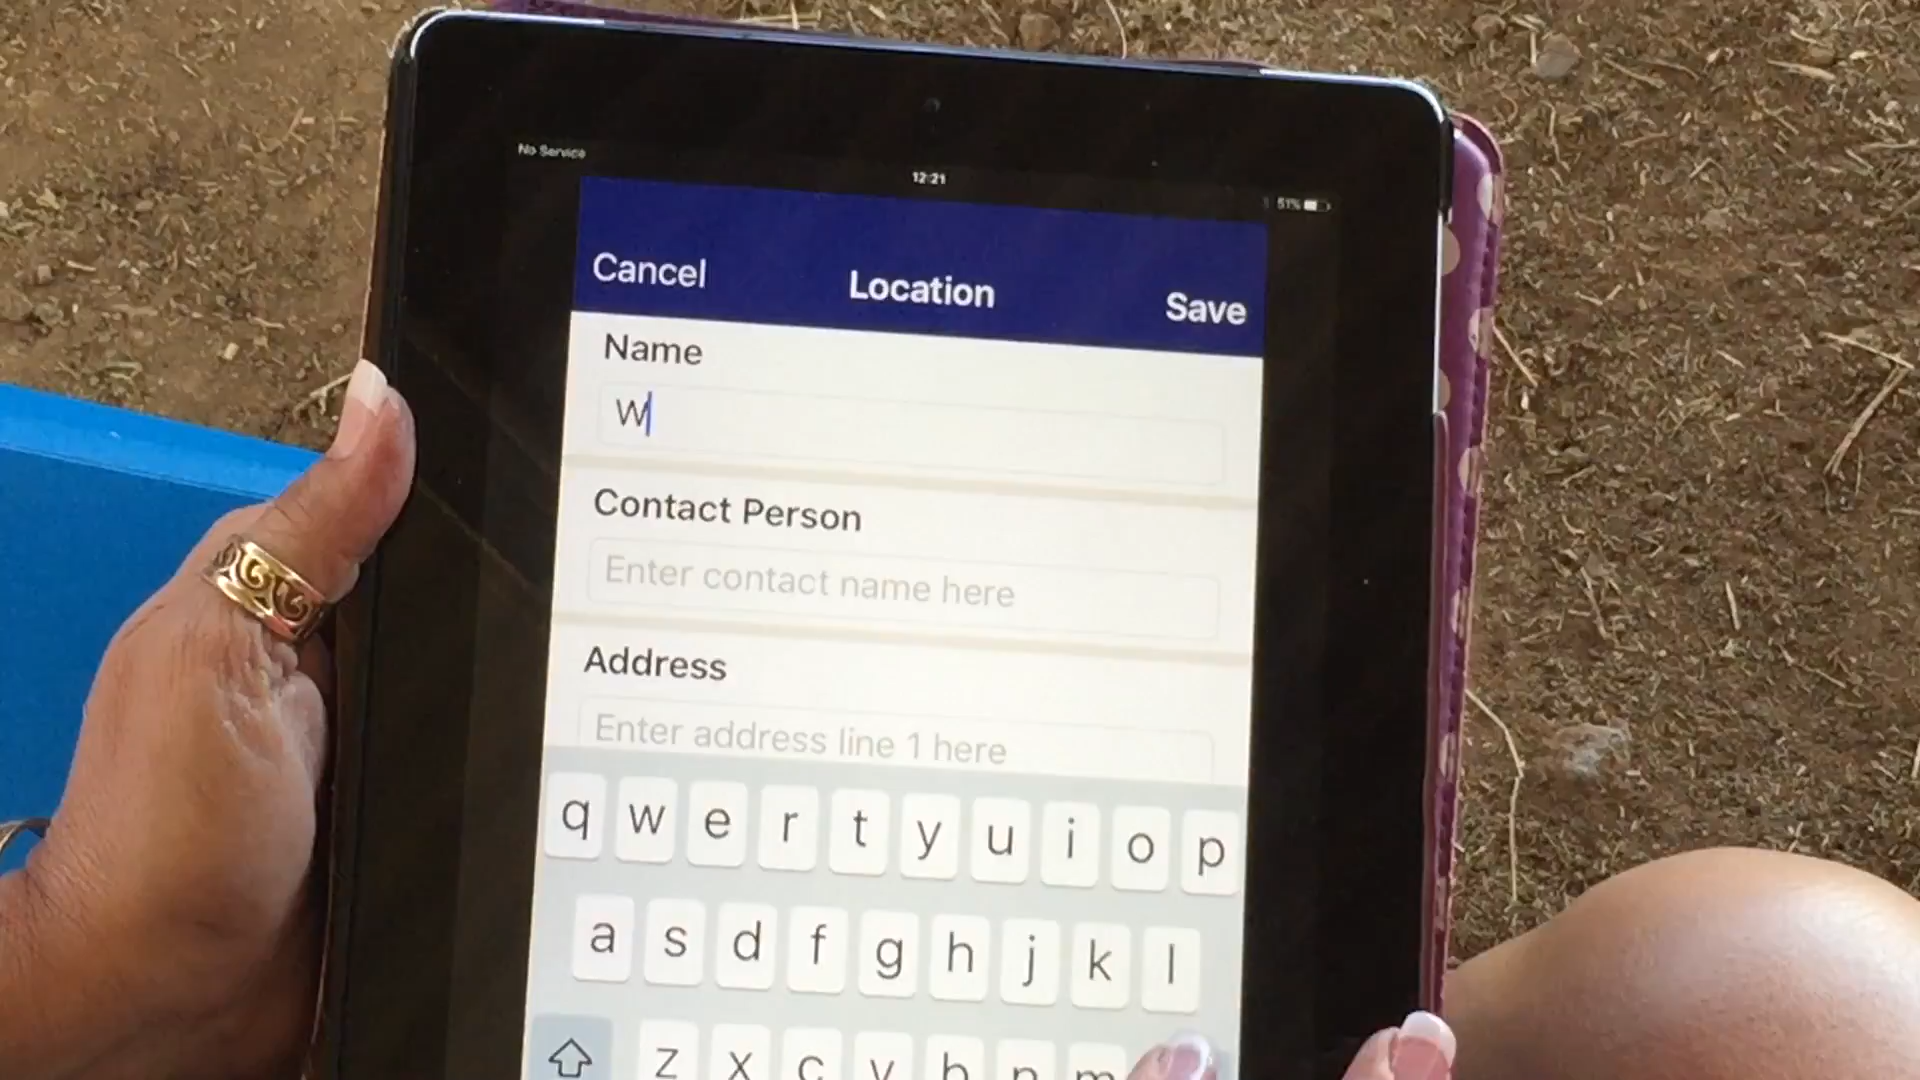 No Service
12:21
51%
Cancel
Location
Save
Name
W
Contact Person
Enter contact name here
Address
Enter address line 1 here
q w e r t y u i o p
a s d f g h j k l
z x c v b n m